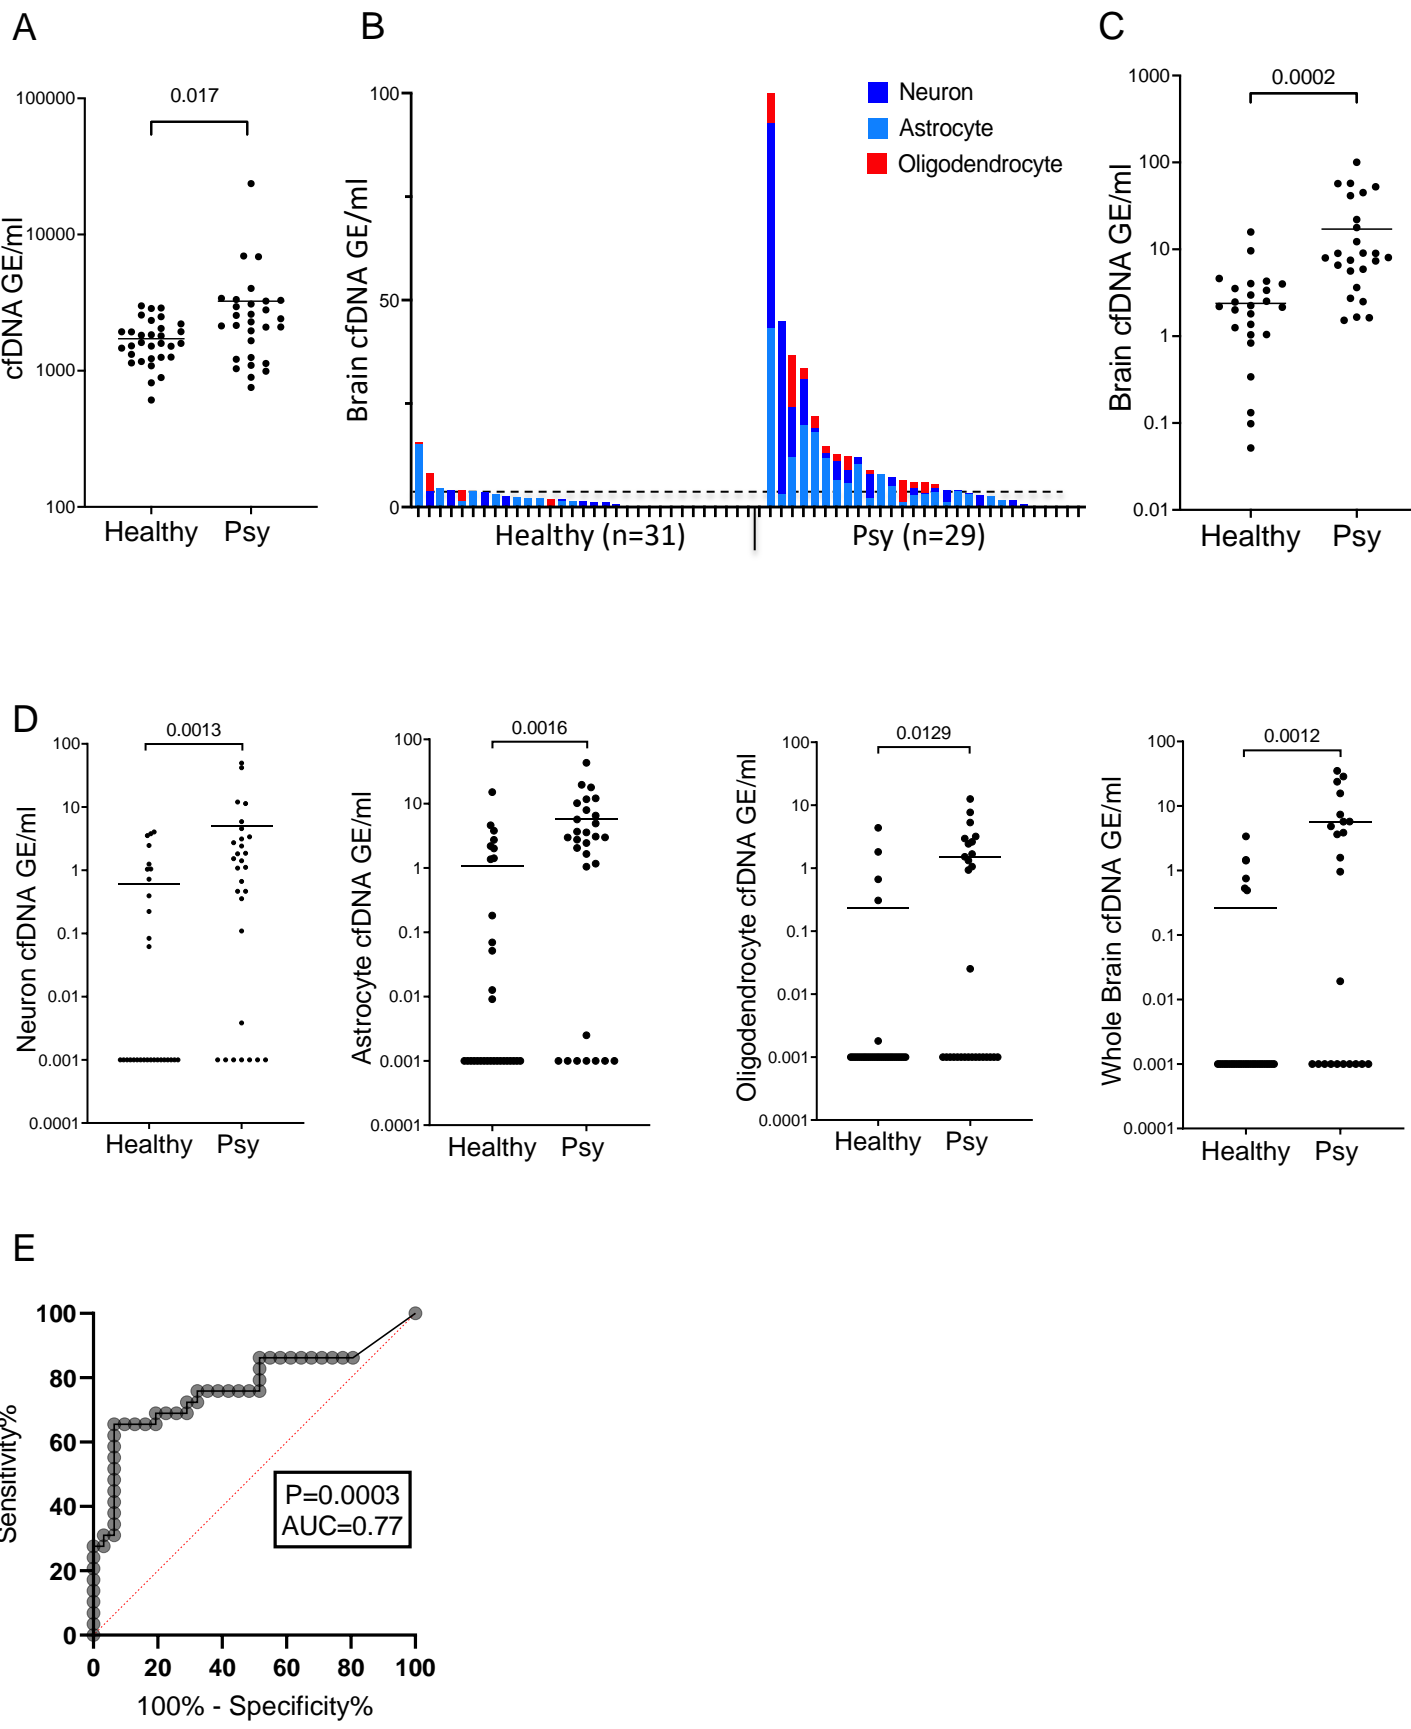 A
B
C
0.017
100000
10000
1000
100
cfDNA GE/ml
Healthy
Psy
100
50
0
Brain cfDNA GE/ml
Neuron
Astrocyte
Oligodendrocyte
Healthy (n=31)
Psy (n=29)
0.0002
1000
100
10
1
0.1
0.01
Brain cfDNA GE/ml
Healthy
Psy
D
0.0013
100
10
1
0.1
0.01
0.001
0.0001
Neuron cfDNA GE/ml
Healthy
Psy
0.0016
100
10
1
0.1
0.01
0.001
0.0001
Astrocyte cfDNA GE/ml
Healthy
Psy
0.0129
100
10
1
0.1
0.01
0.001
0.0001
Oligodendrocyte cfDNA GE/ml
Healthy
Psy
0.0012
100
10
1
0.1
0.01
0.001
0.0001
Whole Brain cfDNA GE/ml
Healthy
Psy
E
100
80
60
40
20
0
Sensitivity%
P=0.0003
AUC=0.77
0 20 40 60 80 100
100% - Specificity%